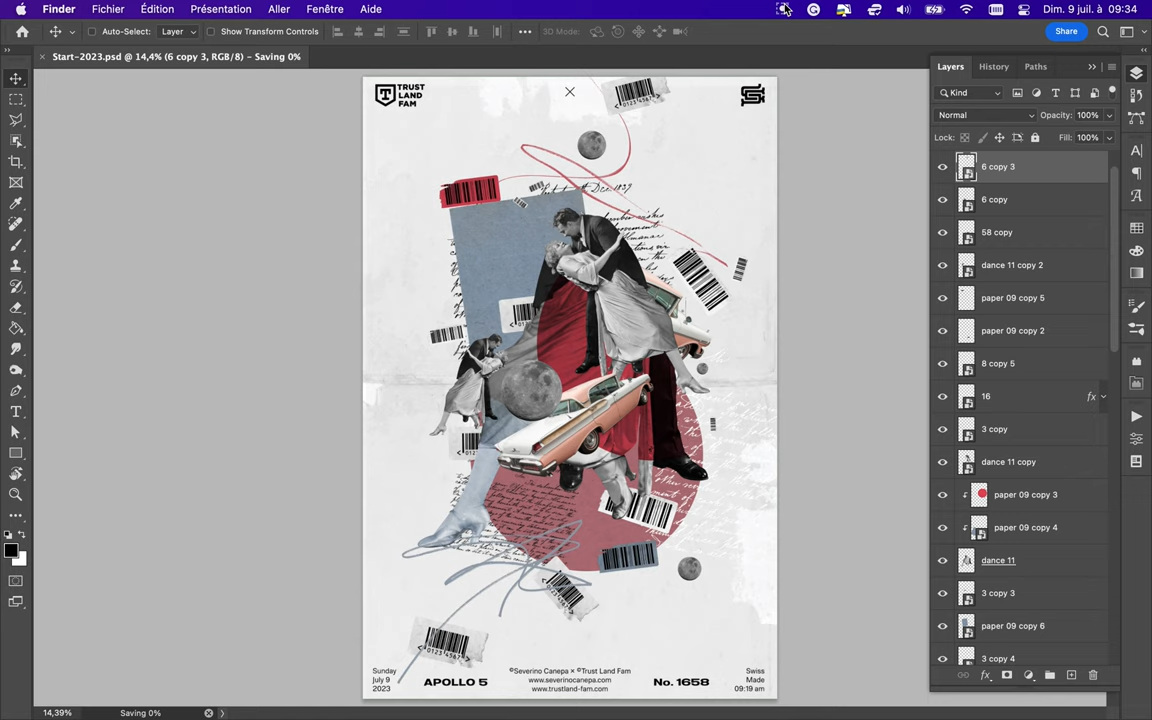 Finder Fichier Édition Présentation Aller Fenêtre Aide Dim. 9 juil. à 09:34
Auto-Select: Layer Show Transform Controls 3D Mode: Share
Start-2023.psd @ 14,4% (6 copy 3, RGB/8) – Saving 0%
Layers History Paths
Kind
Normal Opacity: 100%
Lock: Fill: 100%
6 copy 3
6 copy
58 copy
dance 11 copy 2
paper 09 copy 5
paper 09 copy 2
8 copy 5
16 fx
3 copy
dance 11 copy
paper 09 copy 3
paper 09 copy 4
dance 11
3 copy 3
paper 09 copy 6
3 copy 4
fx
TRUST
LAND
FAM
Sunday
July 9
2023
APOLLO 5
©Severino Canepa × ©Trust Land Fam
www.severinocanepa.com
www.trustland-fam.com
No. 1658
Swiss
Made
09:19 am
14,39% Saving 0%